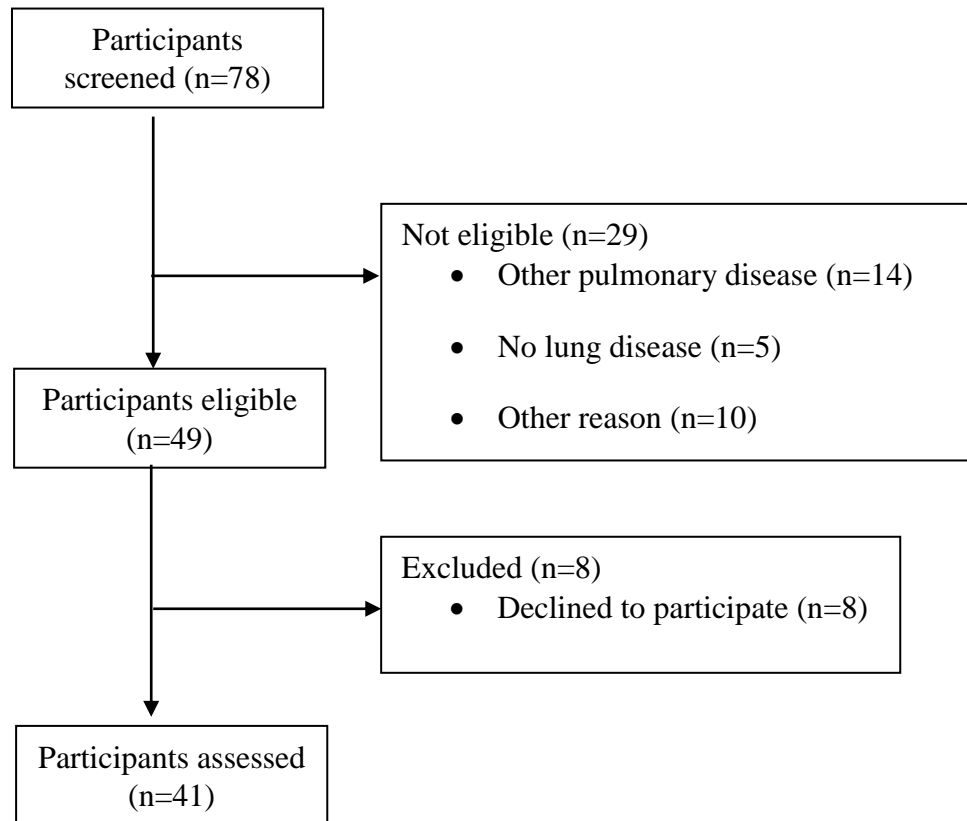 Participants
screened (n=78)
Not eligible (n=29)
• Other pulmonary disease (n=14)
• No lung disease (n=5)
• Other reason (n=10)
Participants eligible
(n=49)
Excluded (n=8)
• Declined to participate (n=8)
Participants assessed
(n=41)